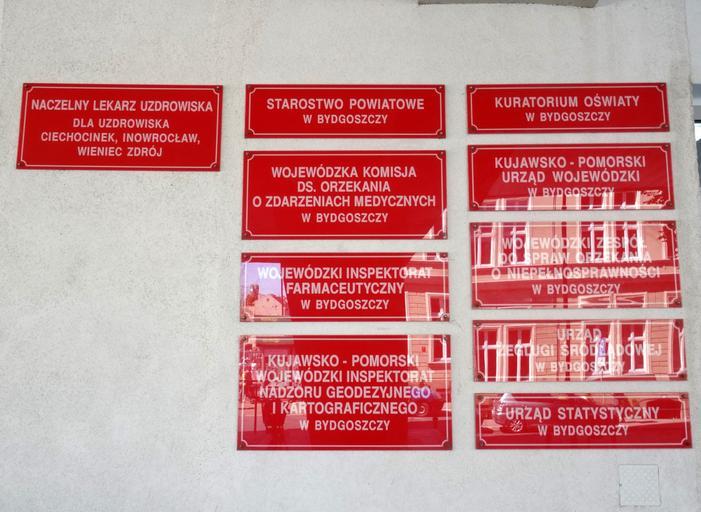 NACZELNY LEKARZ UZDROWISKA
DLA UZDROWISKA
CIECHOCINEK, INOWROCŁAW,
WIENIEC ZDRÓJ
STAROSTWO POWIATOWE
W BYDGOSZCZY
WOJEWÓDZKA KOMISJA
DS. ORZEKANIA
O ZDARZENIACH MEDYCZNYCH
W BYDGOSZCZY
WOJEWÓDZKI INSPEKTORAT
FARMACEUTYCZNY
W BYDGOSZCZY
KUJAWSKO - POMORSKI
WOJEWÓDZKI INSPEKTORAT
NADZORU GEODEZYJNEGO
I KARTOGRAFICZNEGO
W BYDGOSZCZY
KURATORIUM OŚWIATY
W BYDGOSZCZY
KUJAWSKO - POMORSKI
URZĄD WOJEWÓDZKI
W BYDGOSZCZY
WOJEWÓDZKI ZESPÓŁ
DO SPRAW ORZEKANIA
O NIEPEŁNOSPRAWNOŚCI
W BYDGOSZCZY
URZĄD
ŻEGLUGI ŚRÓDLĄDOWEJ
W BYDGOSZCZY
URZĄD STATYSTYCZNY
W BYDGOSZCZY